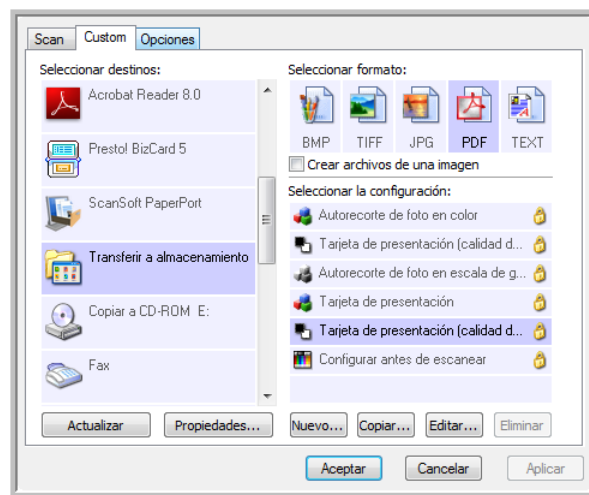 Scan Custom Opciones
Seleccionar destinos:
Acrobat Reader 8.0
Presto! BizCard 5
ScanSoft PaperPort
Transferir a almacenamiento
Copiar a CD-ROM E:
Fax
Actualizar Propiedades...
Seleccionar formato:
BMP TIFF JPG PDF TEXT
Crear archivos de una imagen
Seleccionar la configuración:
Autorecorte de foto en color
Tarjeta de presentación (calidad d...
Autorecorte de foto en escala de g...
Tarjeta de presentación
Tarjeta de presentación (calidad d...
Configurar antes de escanear
Nuevo... Copiar... Editar... Eliminar
Aceptar Cancelar Aplicar